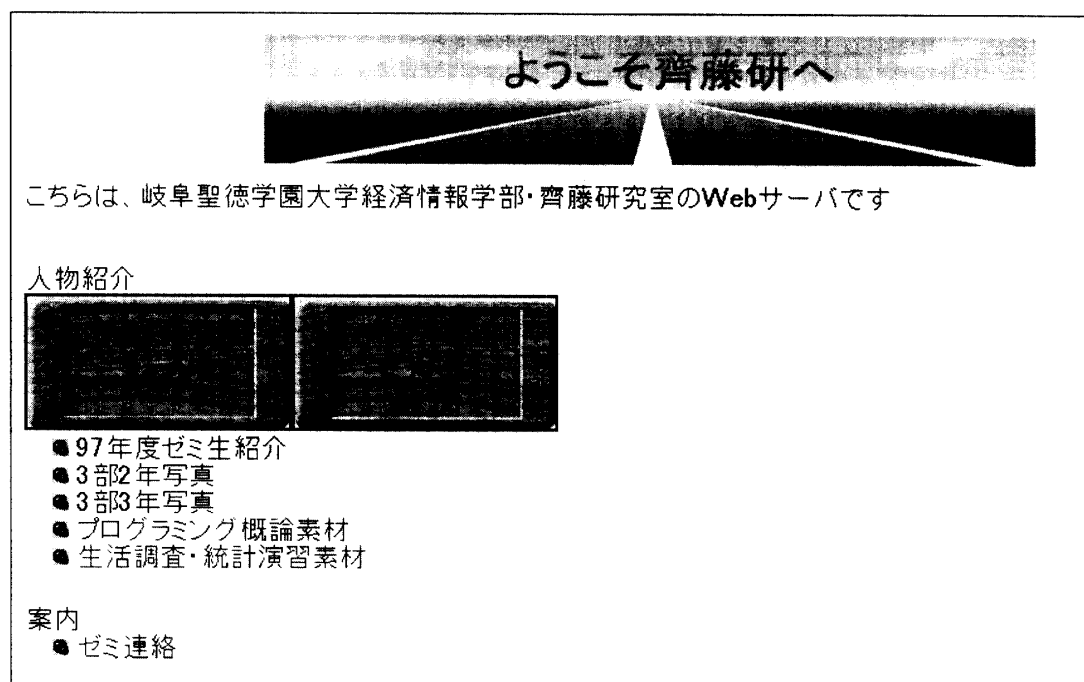 ようこそ齊藤研へ
こちらは、岐阜聖徳学園大学経済情報学部・齊藤研究室のWebサーバです
人物紹介
97年度ゼミ生紹介
3部2年写真
3部3年写真
プログラミング概論素材
生活調査・統計演習素材
案内
ゼミ連絡